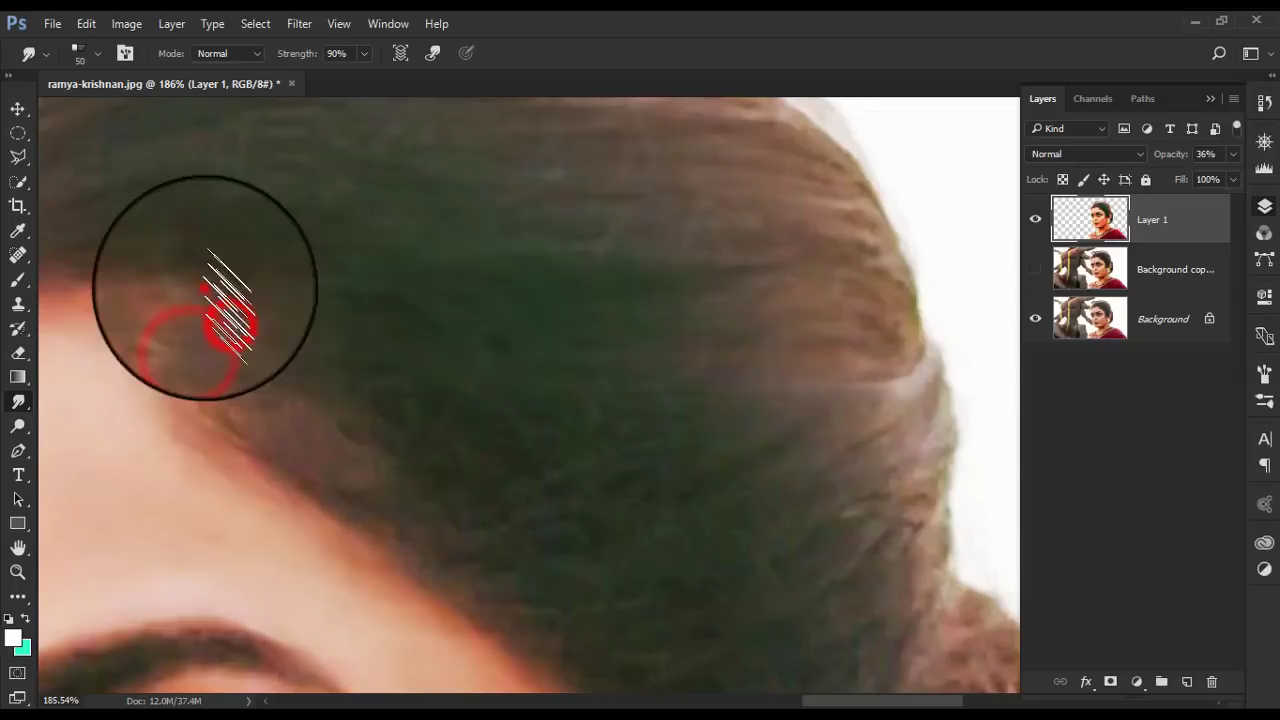 Ps File Edit Image Layer Type Select Filter View Window Help
50 Mode: Normal Strength: 90%
ramya-krishnan.jpg @ 186% (Layer 1, RGB/8#) * ×
Layers Channels Paths
Kind
Normal Opacity: 36%
Lock: Fill: 100%
Layer 1
Background cop...
Background
185.54% Doc: 12.0M/37.4M